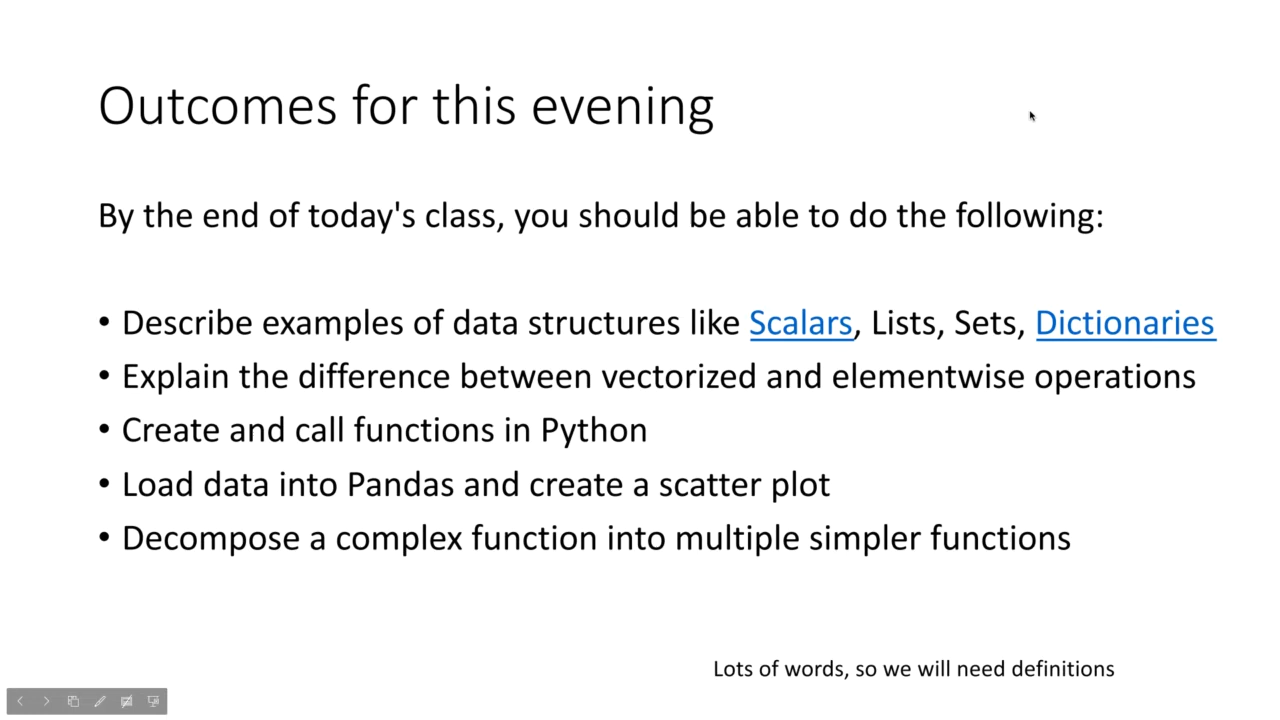 Outcomes for this evening
By the end of today's class, you should be able to do the following:
• Describe examples of data structures like Scalars, Lists, Sets, Dictionaries
• Explain the difference between vectorized and elementwise operations
• Create and call functions in Python
• Load data into Pandas and create a scatter plot
• Decompose a complex function into multiple simpler functions
Lots of words, so we will need definitions